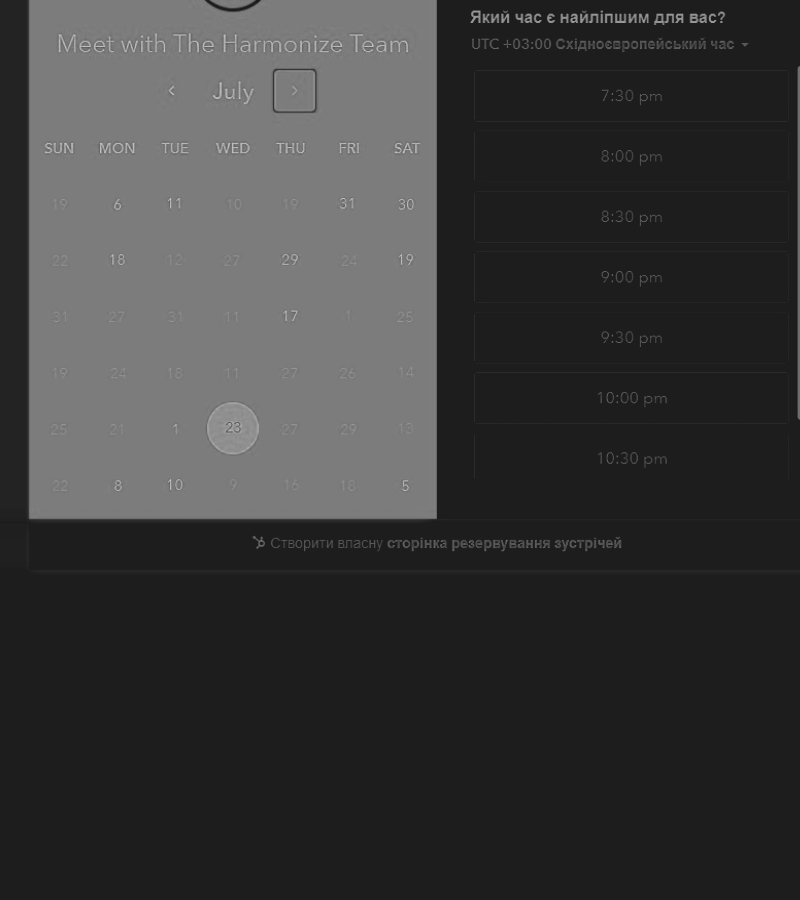 Meet with The Harmonize Team
July
SUN MON TUE WED THU FRI SAT
19 6 11 10 19 31 30
22 18 12 27 29 24 19
31 27 31 11 17 1 25
19 24 18 11 27 26 14
25 21 1 23 27 29 13
22 8 10 9 16 18 5
Який час є найліпшим для вас?
UTC +03:00 Східноєвропейський час
7:30 pm
8:00 pm
8:30 pm
9:00 pm
9:30 pm
10:00 pm
10:30 pm
Створити власну сторінка резервування зустрічей